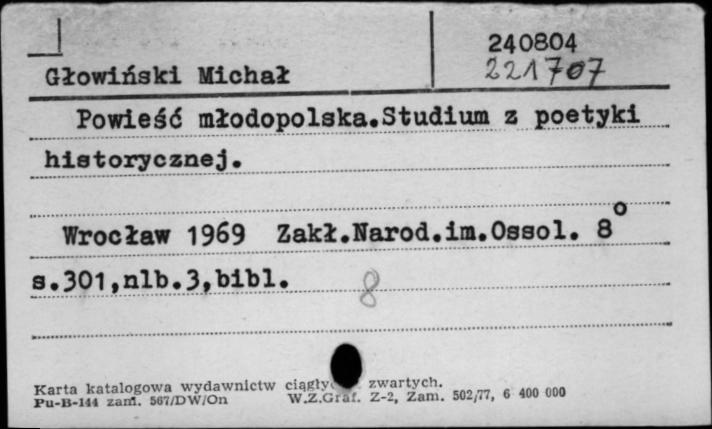 240804
Głowiński Michał 221707
Powieść młodopolska.Studium z poetyki
historycznej.
Wrocław 1969 Zakł.Narod.im.Ossol. 8°
s.301,nlb.3,bibl.
8
Karta katalogowa wydawnictw zwartych.
Pu-B-144 zam. 567/DW/On W.Z.Graf. Z-2, Zam. 502/77, 6 400 000